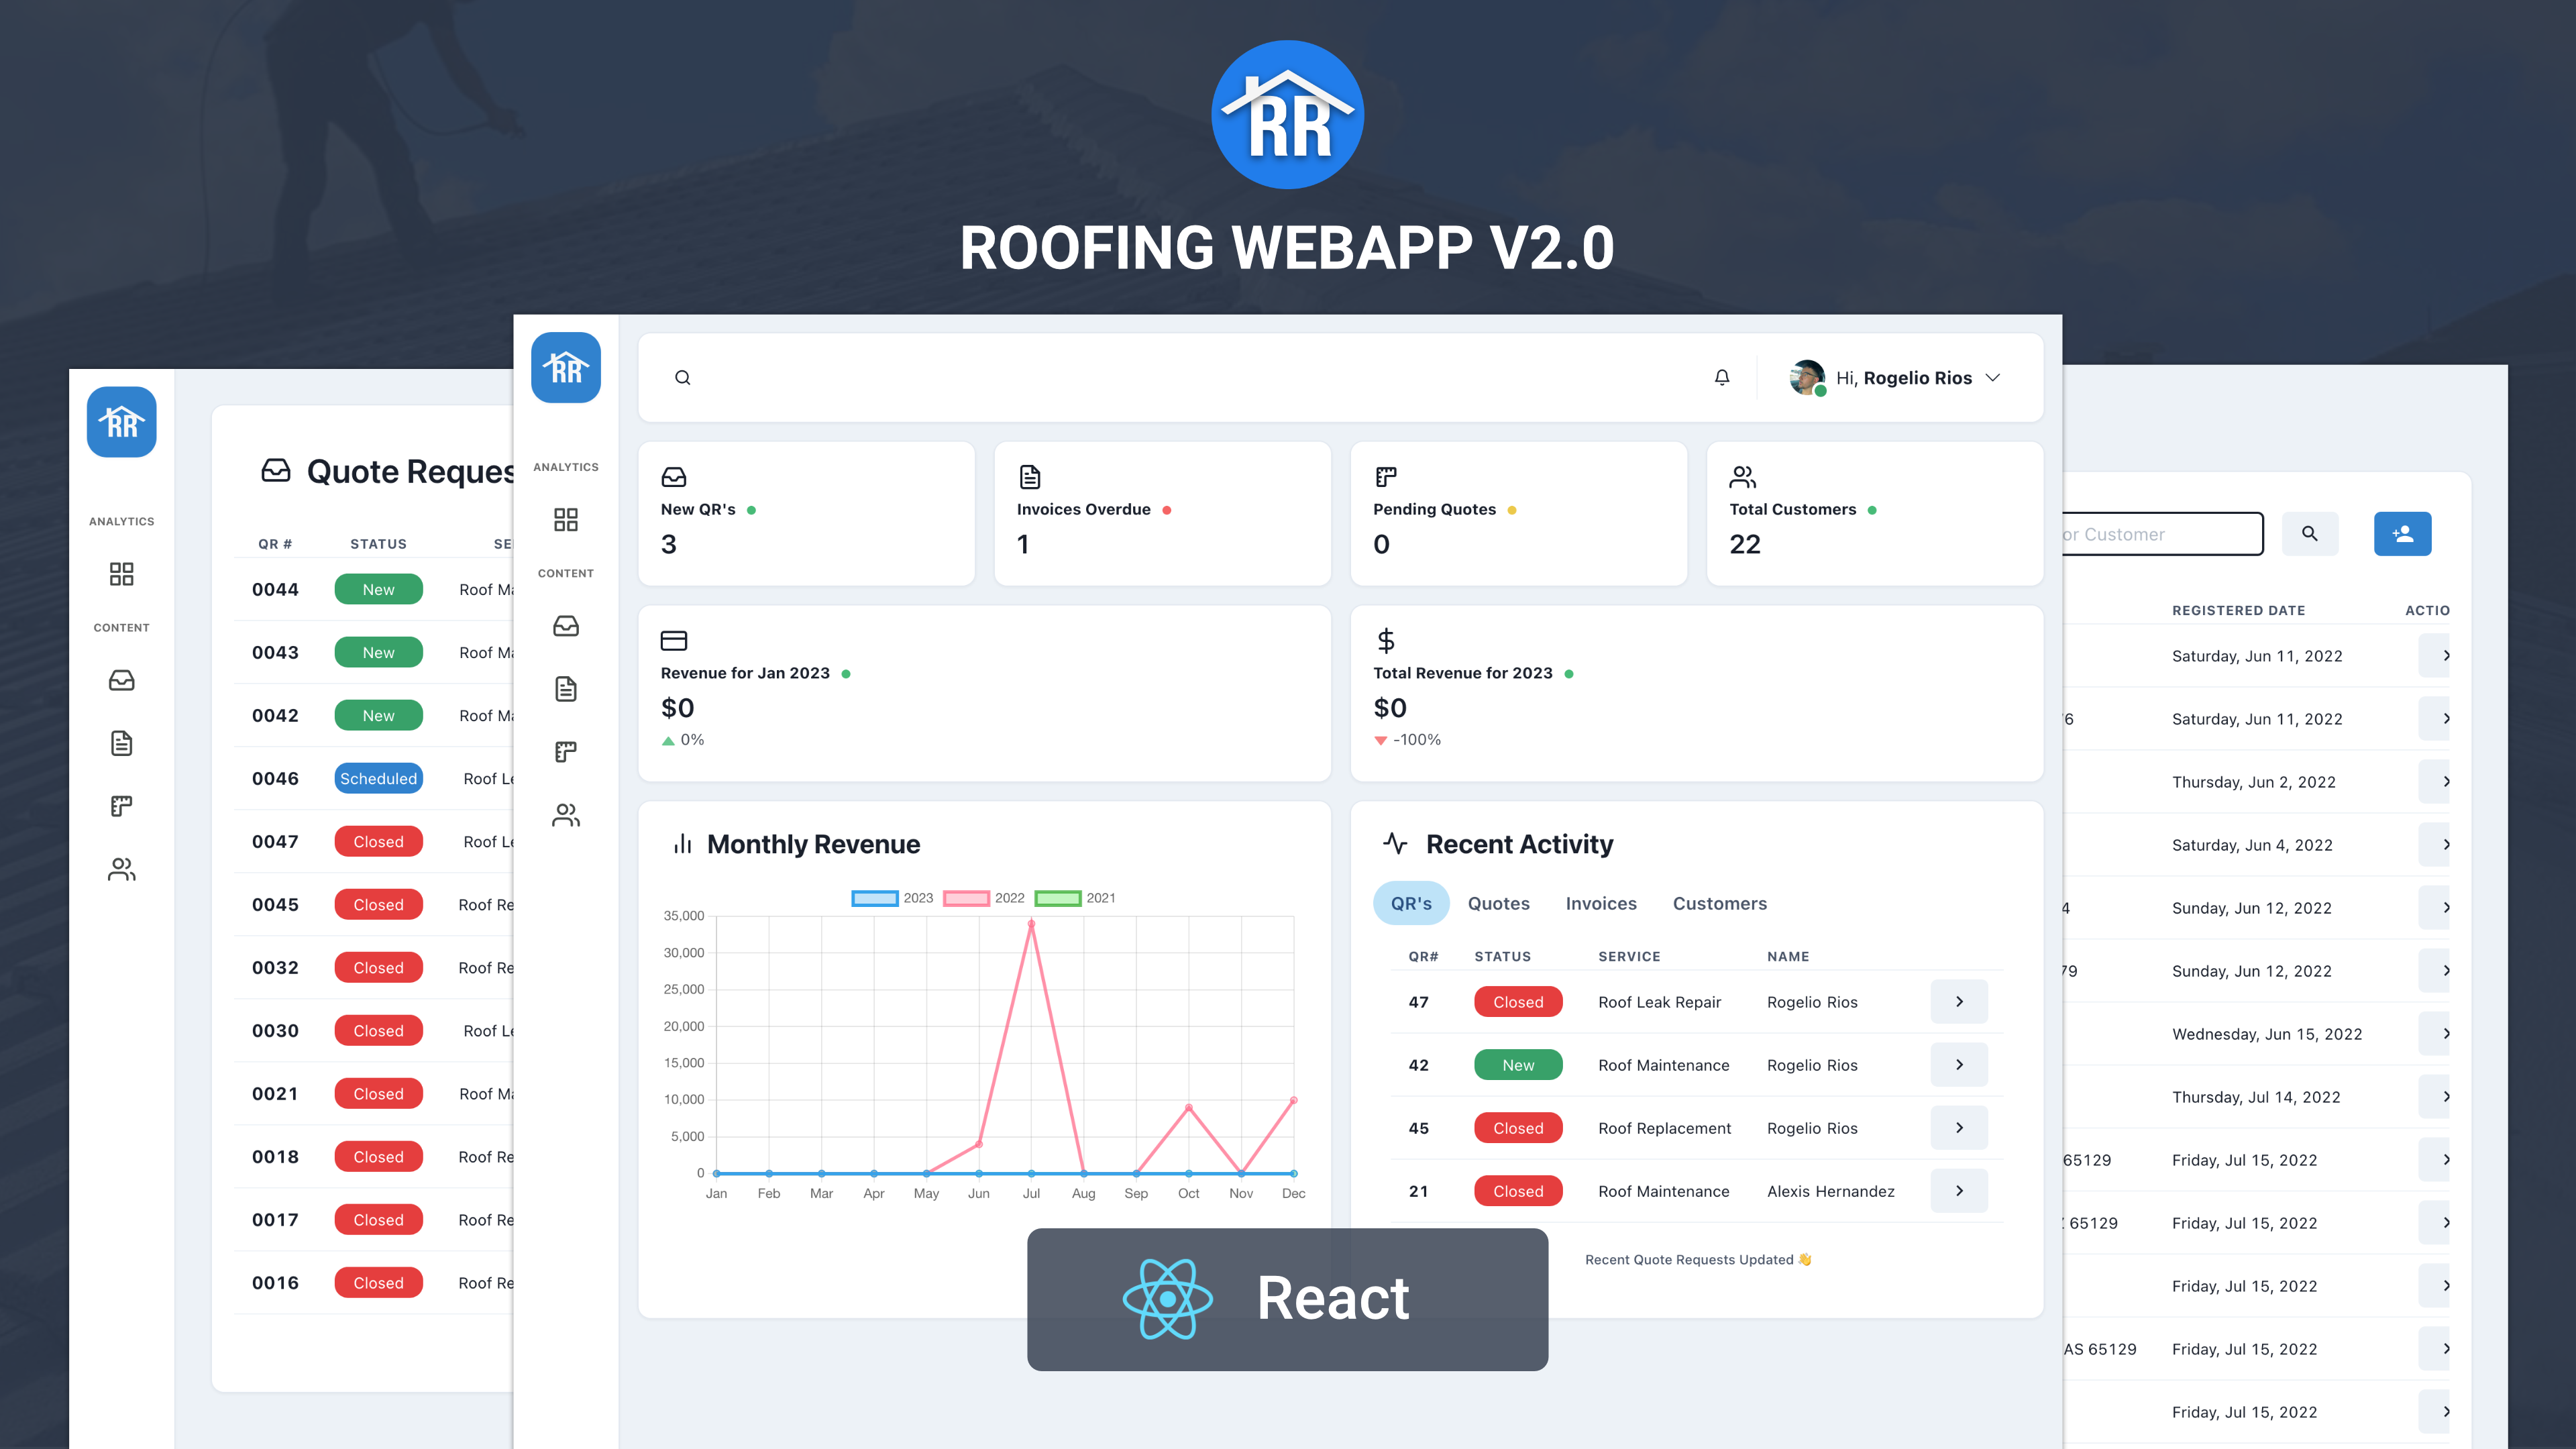 RR
ROOFING WEBAPP V2.0
RR
ANALYTICS
CONTENT
Quote Reques
QR # STATUS SE
0044 New Roof Ma
0043 New Roof Ma
0042 New Roof Ma
0046 Scheduled Roof Le
0047 Closed Roof Le
0045 Closed Roof Re
0032 Closed Roof Re
0030 Closed Roof Le
0021 Closed Roof Ma
0018 Closed Roof Re
0017 Closed Roof Re
0016 Closed Roof Re
RR
ANALYTICS
CONTENT
Hi, Rogelio Rios
New QR's
3
Invoices Overdue
1
Pending Quotes
0
Total Customers
22
Revenue for Jan 2023
$0
0%
Total Revenue for 2023
$0
-100%
Monthly Revenue
2023 2022 2021
35,000
30,000
25,000
20,000
15,000
10,000
5,000
0
Jan Feb Mar Apr May Jun Jul Aug Sep Oct Nov Dec
Recent Activity
QR's Quotes Invoices Customers
QR# STATUS SERVICE NAME
47 Closed Roof Leak Repair Rogelio Rios
42 New Roof Maintenance Rogelio Rios
45 Closed Roof Replacement Rogelio Rios
21 Closed Roof Maintenance Alexis Hernandez
Recent Quote Requests Updated 👋
React
or Customer
REGISTERED DATE ACTIO
Saturday, Jun 11, 2022
6 Saturday, Jun 11, 2022
Thursday, Jun 2, 2022
Saturday, Jun 4, 2022
4 Sunday, Jun 12, 2022
79 Sunday, Jun 12, 2022
Wednesday, Jun 15, 2022
Thursday, Jul 14, 2022
65129 Friday, Jul 15, 2022
65129 Friday, Jul 15, 2022
Friday, Jul 15, 2022
AS 65129 Friday, Jul 15, 2022
Friday, Jul 15, 2022